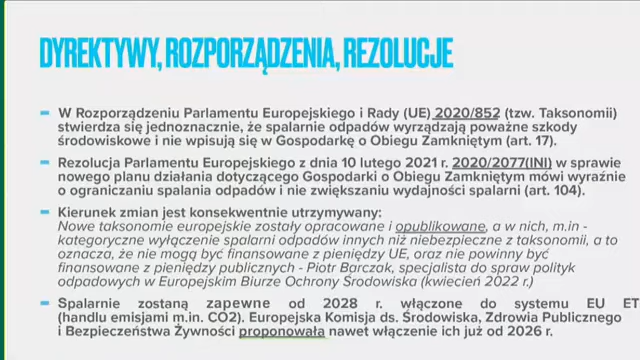 DYREKTYWY, ROZPORZĄDZENIA, REZOLUCJE
W Rozporządzeniu Parlamentu Europejskiego i Rady (UE) 2020/852 (tzw. Taksonomii)
stwierdza się jednoznacznie, że spalarnie odpadów wyrządzają poważne szkody
środowiskowe i nie wpisują się w Gospodarkę o Obiegu Zamkniętym (art. 17).
Rezolucja Parlamentu Europejskiego z dnia 10 lutego 2021 r. 2020/2077(INI) w sprawie
nowego planu działania dotyczącego Gospodarki o Obiegu Zamkniętym mówi wyraźnie
o ograniczaniu spalania odpadów i nie zwiększaniu wydajności spalarni (art. 104).
Kierunek zmian jest konsekwentnie utrzymywany:
Nowe taksonomie europejskie zostały opracowane i opublikowane, a w nich, m.in -
kategoryczne wyłączenie spalarni odpadów innych niż niebezpieczne z taksonomii, a to
oznacza, że nie mogą być finansowane z pieniędzy UE, oraz nie powinny być
finansowane z pieniędzy publicznych - Piotr Barczak, specjalista do spraw polityk
odpadowych w Europejskim Biurze Ochrony Środowiska (kwiecień 2022 r.)
Spalarnie zostaną zapewne od 2028 r. włączone do systemu EU ET
(handlu emisjami m.in. CO2). Europejska Komisja ds. Środowiska, Zdrowia Publicznego
i Bezpieczeństwa Żywności proponowała nawet włączenie ich już od 2026 r.